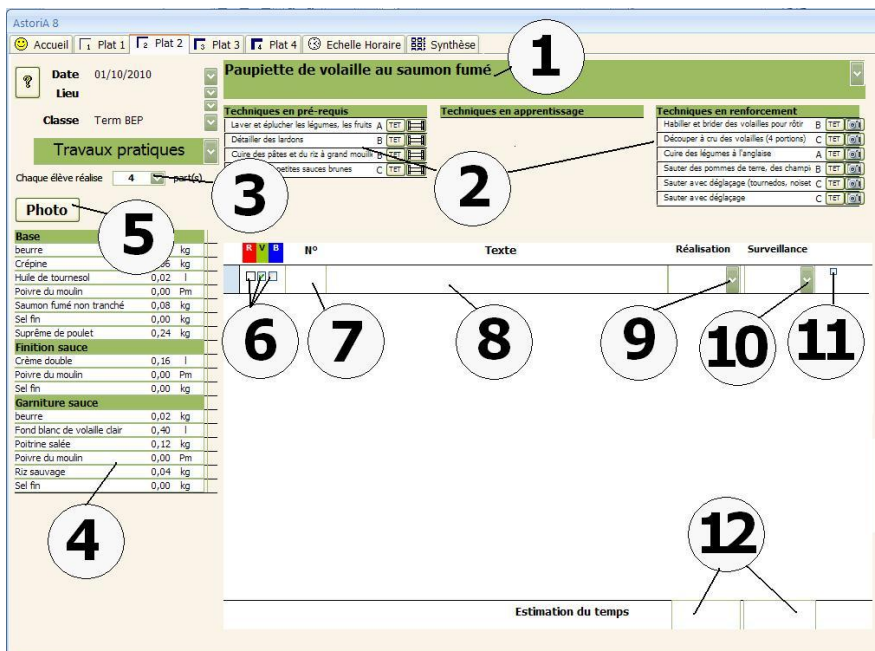 AstoriA 8
Accueil 1 Plat 1 2 Plat 2 3 Plat 3 4 Plat 4 Echelle Horaire Synthèse
? Date 01/10/2010
Lieu
Classe Term BEP
Travaux pratiques
Chaque élève réalise 4 part(s)
Photo
Paupiette de volaille au saumon fumé
1
Techniques en pré-requis
Laver et éplucher les légumes, les fruits A TET
Détailler des lardons B TET
Cuire des pâtes et du riz à grand mouille B TET
petites sauces brunes C TET
Techniques en apprentissage
Techniques en renforcement
Habiller et brider des volailles pour rôtir B TET
Découper à cru des volailles (4 portions) C TET
Cuire des légumes à l'anglaise A TET
Sauter des pommes de terre, des champi B TET
Sauter avec déglaçage (tournedos, noiset C TET
Sauter avec déglaçage C TET
2
3
5
Base
beurre kg
Crépine kg
Huile de tournesol 0,02 l
Poivre du moulin 0,00 Pm
Saumon fumé non tranché 0,08 kg
Sel fin 0,00 kg
Suprême de poulet 0,24 kg
Finition sauce
Crème double 0,16 l
Poivre du moulin 0,00 Pm
Sel fin 0,00 kg
Garniture sauce
beurre 0,02 kg
Fond blanc de volaille clair 0,40 l
Poitrine salée 0,12 kg
Poivre du moulin 0,00 Pm
Riz sauvage 0,04 kg
Sel fin 0,00 kg
4
R V B N° Texte Réalisation Surveillance
6 7 8 9 10 11
12
Estimation du temps